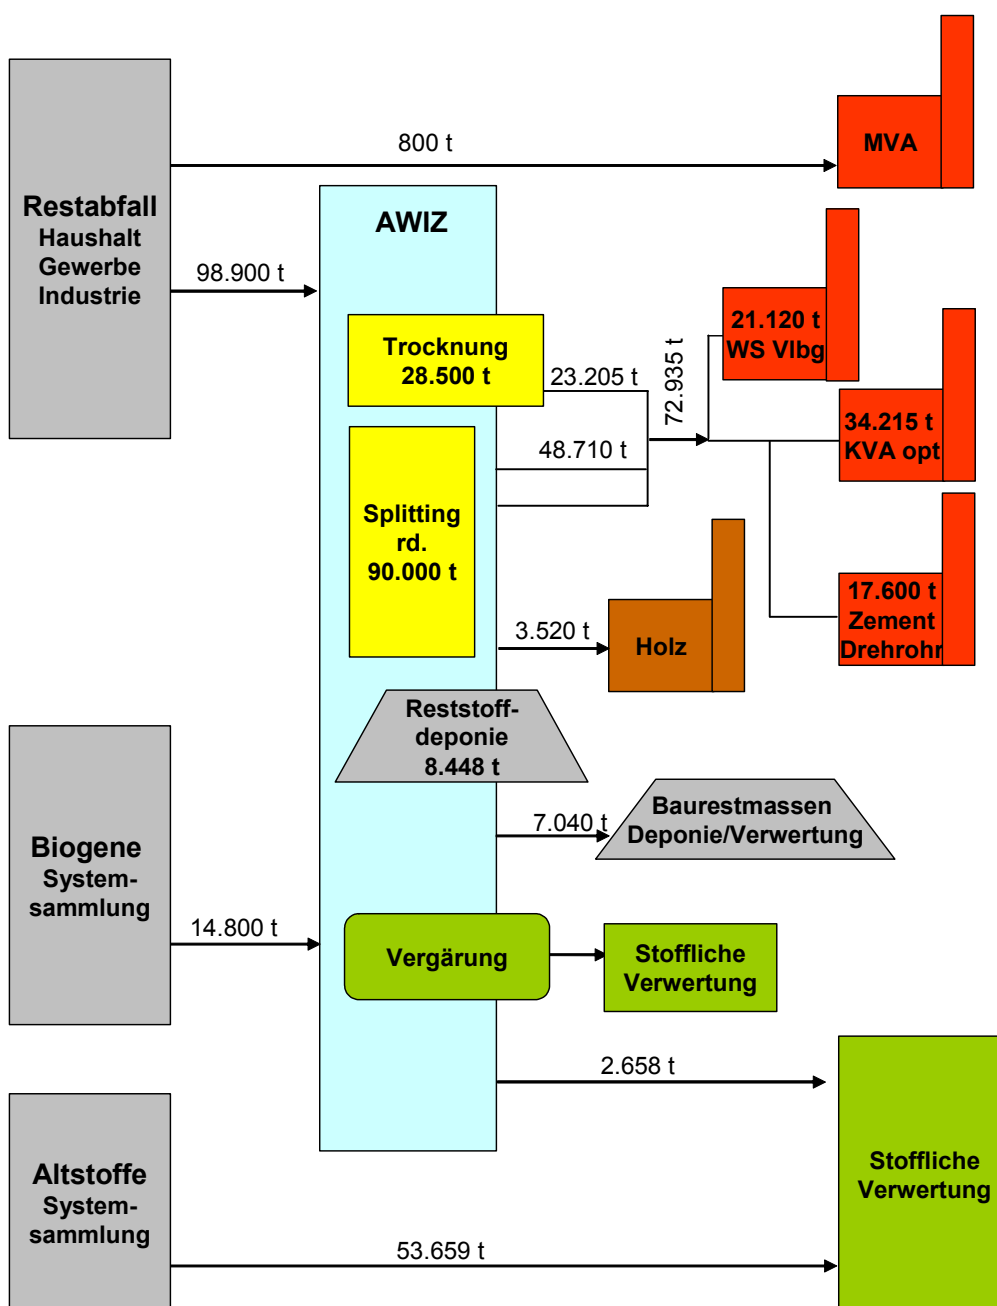 800 t
MVA
Restabfall
Haushalt
Gewerbe
Industrie
98.900 t
AWIZ
Trocknung
28.500 t
23.205 t
72.935 t
21.120 t
WS Vlbg
34.215 t
KVA opt
48.710 t
Splitting
rd.
90.000 t
17.600 t
Zement
Drehrohr
3.520 t
Holz
Reststoff-
deponie
8.448 t
7.040 t
Baurestmassen
Deponie/Verwertung
Biogene
System-
sammlung
14.800 t
Vergärung
Stoffliche
Verwertung
2.658 t
Altstoffe
System-
sammlung
53.659 t
Stoffliche
Verwertung